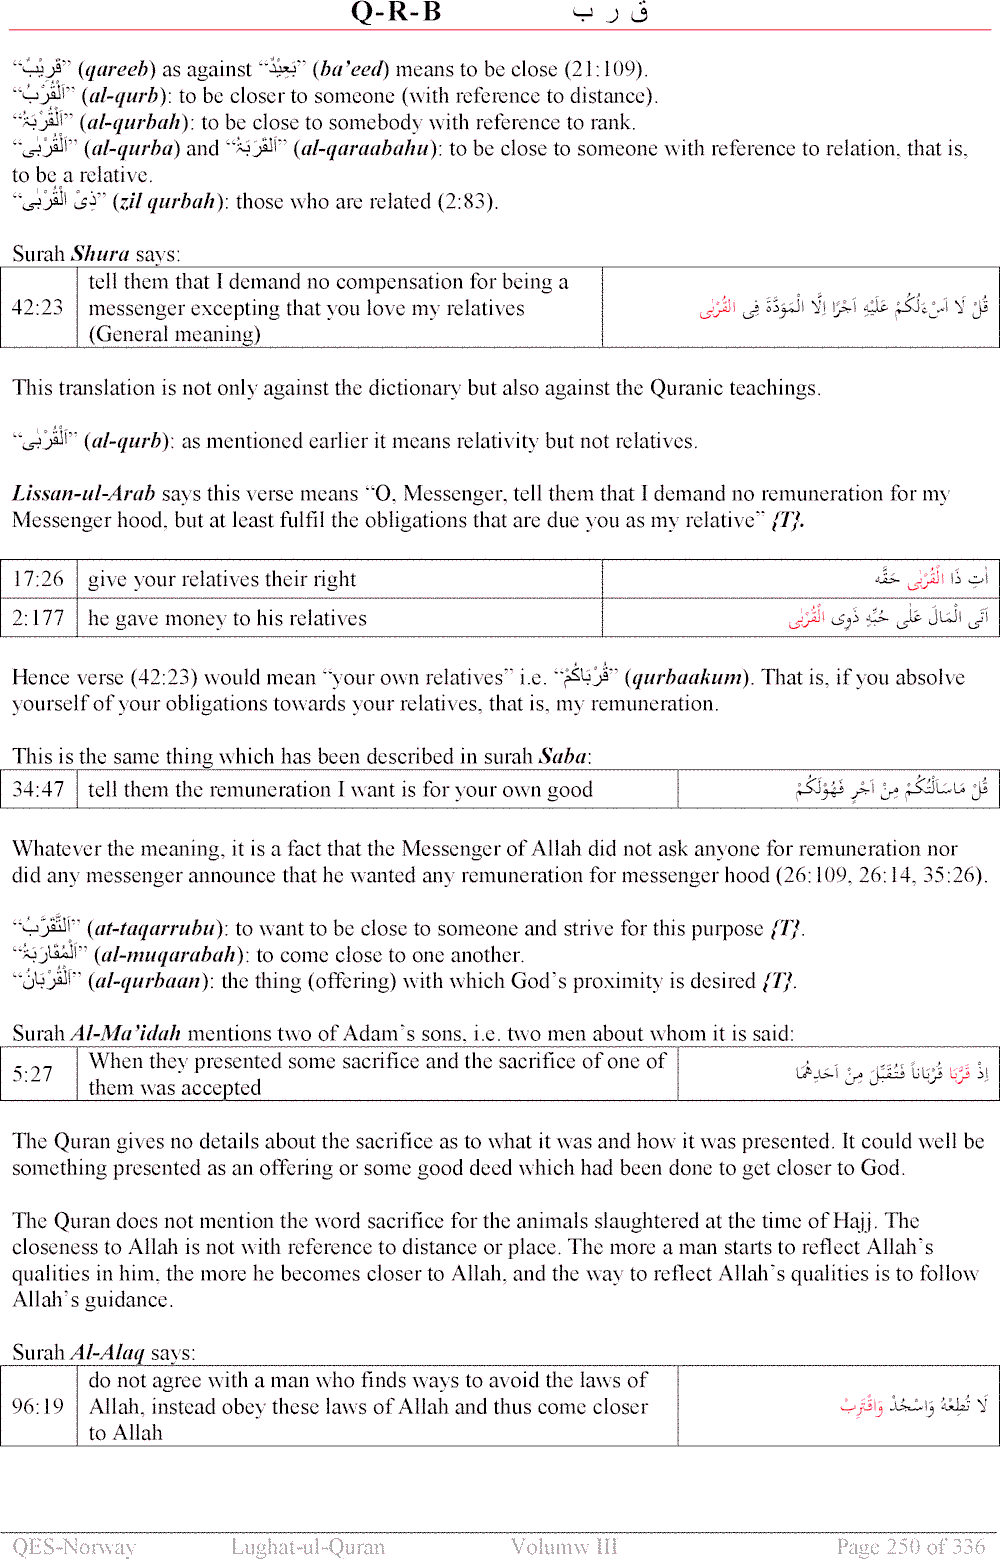 Q-R-B ق ر ب
“قَرِيْبٌ” (qareeb) as against “بَعِيْدٌ” (ba’eed) means to be close (21:109).
“اَلْقُرْبُ” (al-qurb): to be closer to someone (with reference to distance).
“اَلْقُرْبَۃُ” (al-qurbah): to be close to somebody with reference to rank.
“اَلْقُرْبٰی” (al-qurba) and “اَلقَرَبَۃُ” (al-qaraabahu): to be close to someone with reference to relation, that is,
to be a relative.
“ذِیْ الْقُرْبٰی” (zil qurbah): those who are related (2:83).
Surah Shura says:
42:23 tell them that I demand no compensation for being a
messenger excepting that you love my relatives
(General meaning)
قُلْ لَا اَسْءَلُكُمْ عَلَيْهِ اَجْرًا اِلَّا الْمَوَدَّةَ فِی القُرْبٰی
This translation is not only against the dictionary but also against the Quranic teachings.
“اَلْقُرْبٰی” (al-qurb): as mentioned earlier it means relativity but not relatives.
Lissan-ul-Arab says this verse means “O, Messenger, tell them that I demand no remuneration for my
Messenger hood, but at least fulfil the obligations that are due you as my relative” {T}.
17:26 give your relatives their right اٰتِ ذَا الْقُرْبٰی حَقَّه
2:177 he gave money to his relatives آتَی الْمَالَ عَلٰی حُبِّهِ ذَوِی الْقُرْبٰی
Hence verse (42:23) would mean “your own relatives” i.e. “قُرْبَاكُمْ” (qurbaakum). That is, if you absolve
yourself of your obligations towards your relatives, that is, my remuneration.
This is the same thing which has been described in surah Saba:
34:47 tell them the remuneration I want is for your own good قُلْ مَاسَاَلْتُكُمْ مِنْ اَجْرٍ فَهُوْلَكُمْ
Whatever the meaning, it is a fact that the Messenger of Allah did not ask anyone for remuneration nor
did any messenger announce that he wanted any remuneration for messenger hood (26:109, 26:14, 35:26).
“اَلتَّقَرَّبُ” (at-taqarrubu): to want to be close to someone and strive for this purpose {T}.
“اَلْمُقَارَبَۃُ” (al-muqarabah): to come close to one another.
“اَلْقُرْبَانُ” (al-qurbaan): the thing (offering) with which God’s proximity is desired {T}.
Surah Al-Ma’idah mentions two of Adam’s sons, i.e. two men about whom it is said:
5:27 When they presented some sacrifice and the sacrifice of one of
them was accepted
اِذْ قَرَّبَا قُرْبَاناً فَتُقَبِّلَ مِنْ اَحَدِهُمَا
The Quran gives no details about the sacrifice as to what it was and how it was presented. It could well be
something presented as an offering or some good deed which had been done to get closer to God.
The Quran does not mention the word sacrifice for the animals slaughtered at the time of Hajj. The
closeness to Allah is not with reference to distance or place. The more a man starts to reflect Allah’s
qualities in him, the more he becomes closer to Allah, and the way to reflect Allah’s qualities is to follow
Allah’s guidance.
Surah Al-Alaq says:
96:19 do not agree with a man who finds ways to avoid the laws of
Allah, instead obey these laws of Allah and thus come closer
to Allah
لَا تُطِعْهُ وَاسْجُدْ وَاقْتَرِبْ
QES-Norway Lughat-ul-Quran Volumw III Page 250 of 336